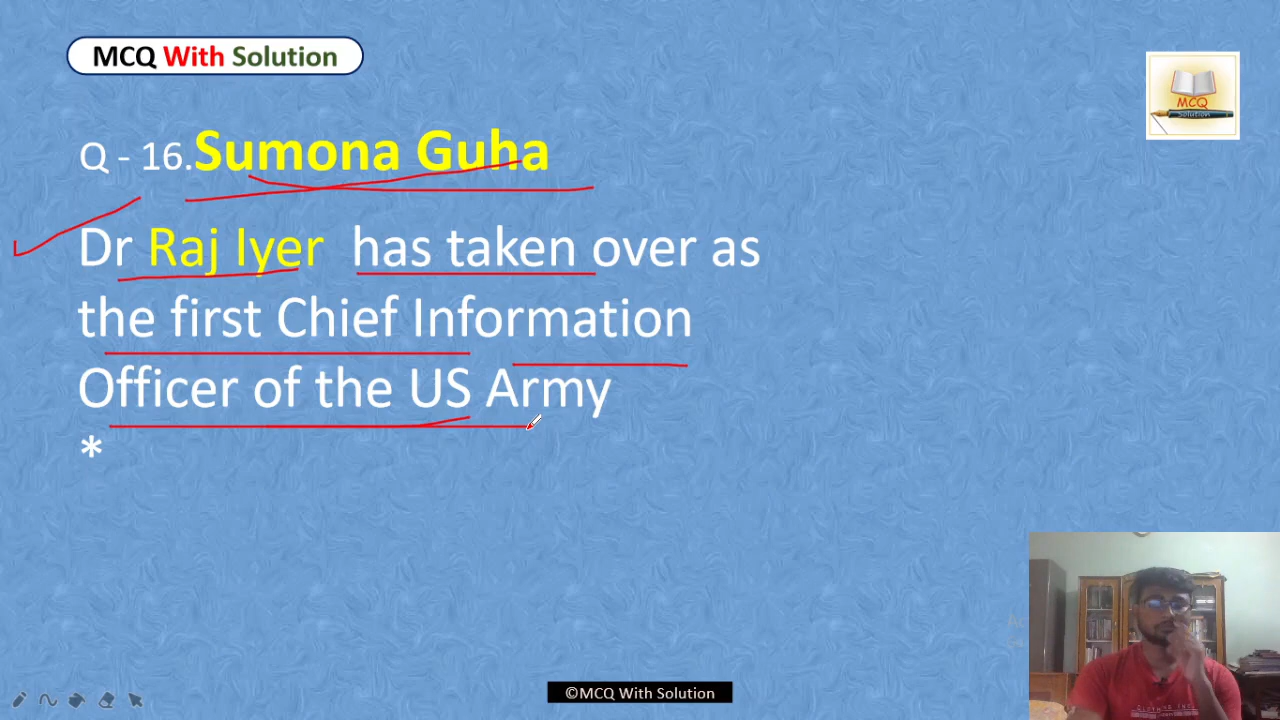 MCQ With Solution
MCQ
Solution
Q - 16.Sumona Guha
Dr Raj Iyer has taken over as
the first Chief Information
Officer of the US Army
*
©MCQ With Solution